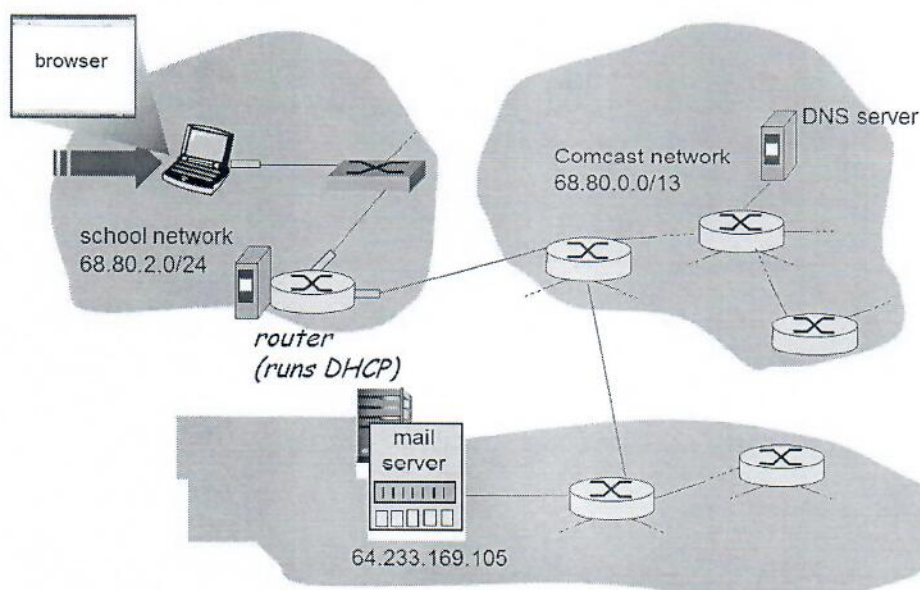 browser
DNS server
Comcast network
68.80.0.0/13
school network
68.80.2.0/24
router
(runs DHCP)
mail
server
64.233.169.105